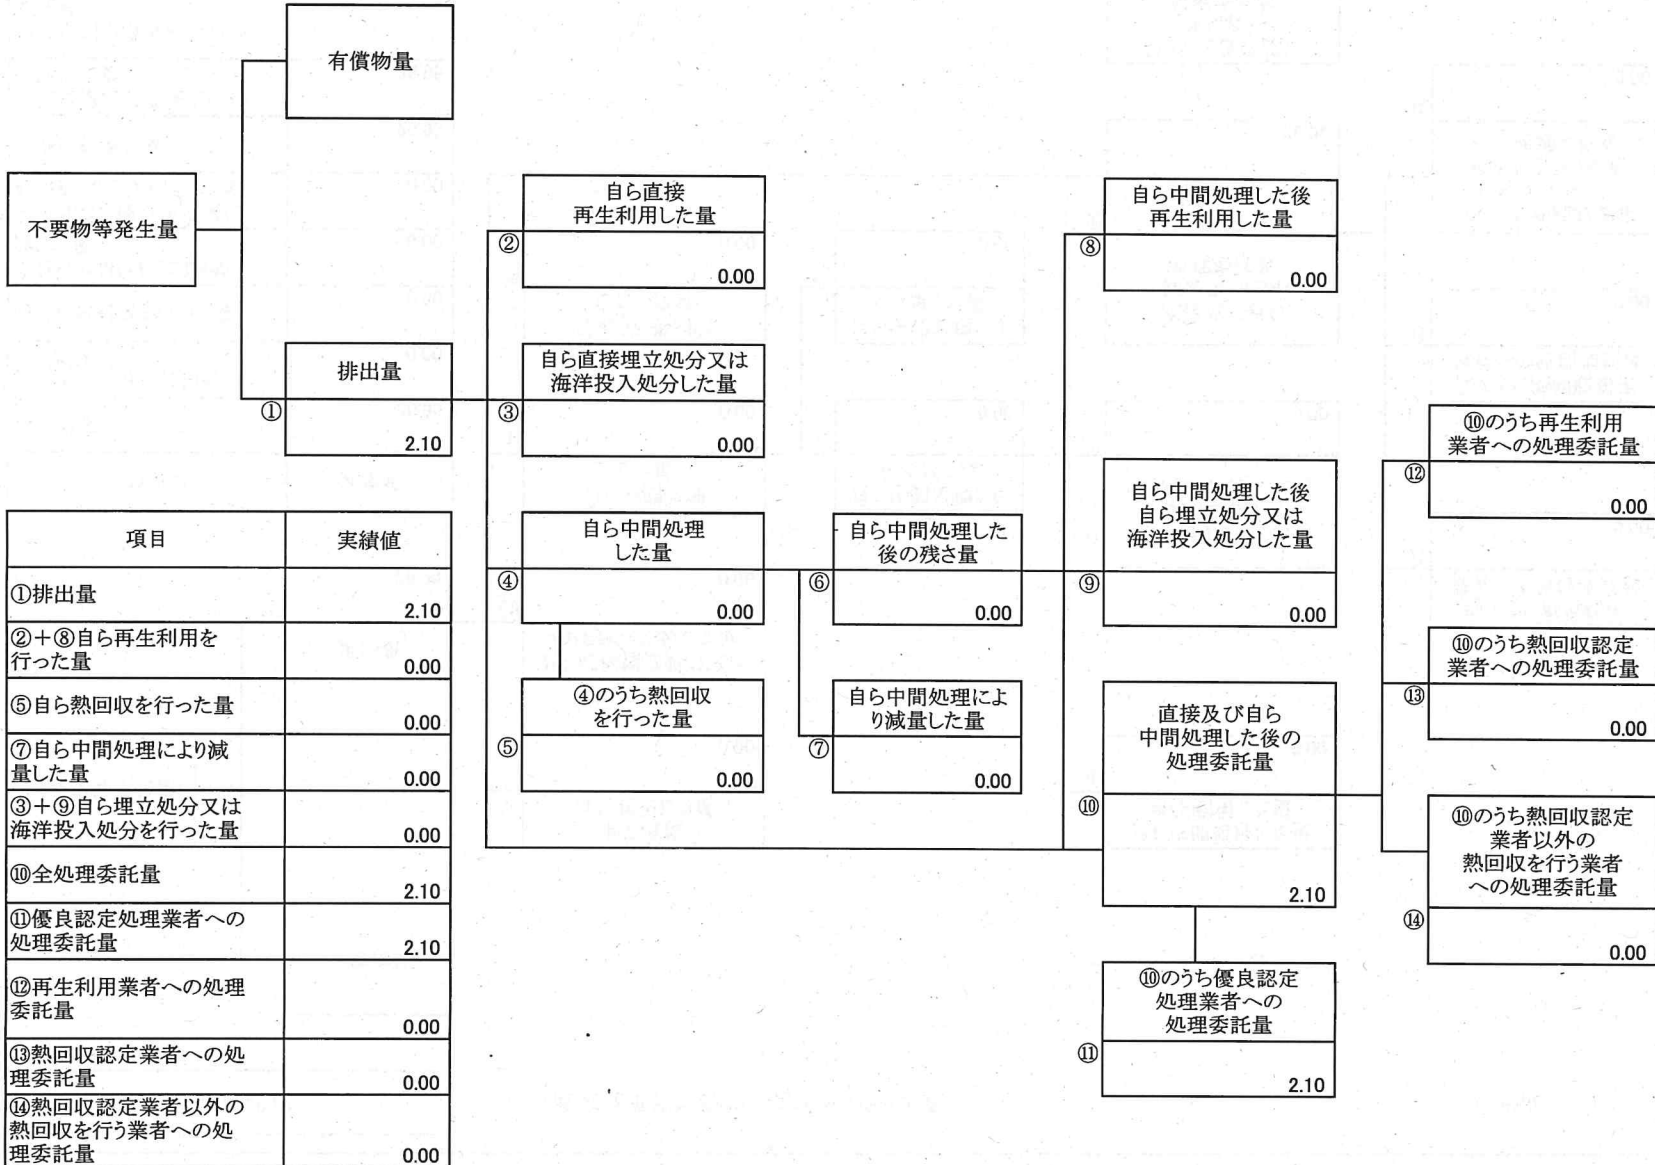 有償物量
不要物等発生量
排出量
①
2.10
自ら直接
再生利用した量
②
0.00
自ら直接埋立処分又は
海洋投入処分した量
③
0.00
自ら中間処理
した量
④
0.00
④のうち熱回収
を行った量
⑤
0.00
自ら中間処理した
後の残さ量
⑥
0.00
自ら中間処理によ
り減量した量
⑦
0.00
自ら中間処理した後
再生利用した量
⑧
0.00
自ら中間処理した後
自ら埋立処分又は
海洋投入処分した量
⑨
0.00
直接及び自ら
中間処理した後の
処理委託量
⑩
2.10
⑩のうち優良認定
処理業者への
処理委託量
⑪
2.10
⑩のうち再生利用
業者への処理委託量
⑫
0.00
⑩のうち熱回収認定
業者への処理委託量
⑬
0.00
⑩のうち熱回収認定
業者以外の
熱回収を行う業者
への処理委託量
⑭
0.00
項目 実績値
①排出量 2.10
②+⑧自ら再生利用を
行った量 0.00
⑤自ら熱回収を行った量 0.00
⑦自ら中間処理により減
量した量 0.00
③+⑨自ら埋立処分又は
海洋投入処分を行った量 0.00
⑩全処理委託量 2.10
⑪優良認定処理業者への
処理委託量 2.10
⑫再生利用業者への処理
委託量 0.00
⑬熱回収認定業者への処
理委託量 0.00
⑭熱回収認定業者以外の
熱回収を行う業者への処
理委託量 0.00